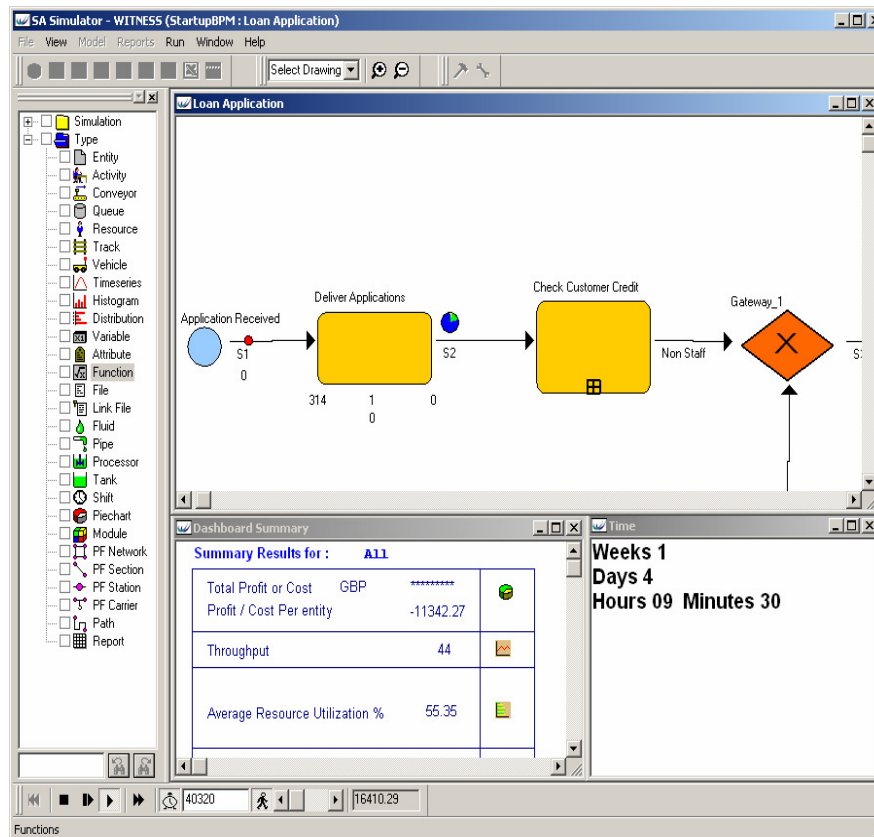 SA Simulator - WITNESS (StartupBPM : Loan Application)
File View Model Reports Run Window Help
Select Drawing
Simulation
Type
Entity
Activity
Conveyor
Queue
Resource
Track
Vehicle
Timeseries
Histogram
Distribution
Variable
Attribute
Function
File
Link File
Fluid
Pipe
Processor
Tank
Shift
Piechart
Module
PF Network
PF Section
PF Station
PF Carrier
Path
Report
Loan Application
Application Received
S1
0
Deliver Applications
314 1 0
0
S2
Check Customer Credit
Non Staff
Gateway_1
X
Dashboard Summary
Summary Results for : All
Total Profit or Cost GBP *********
Profit / Cost Per entity -11342.27
Throughput 44
Average Resource Utilization % 55.35
Time
Weeks 1
Days 4
Hours 09 Minutes 30
40320
16410.29
Functions